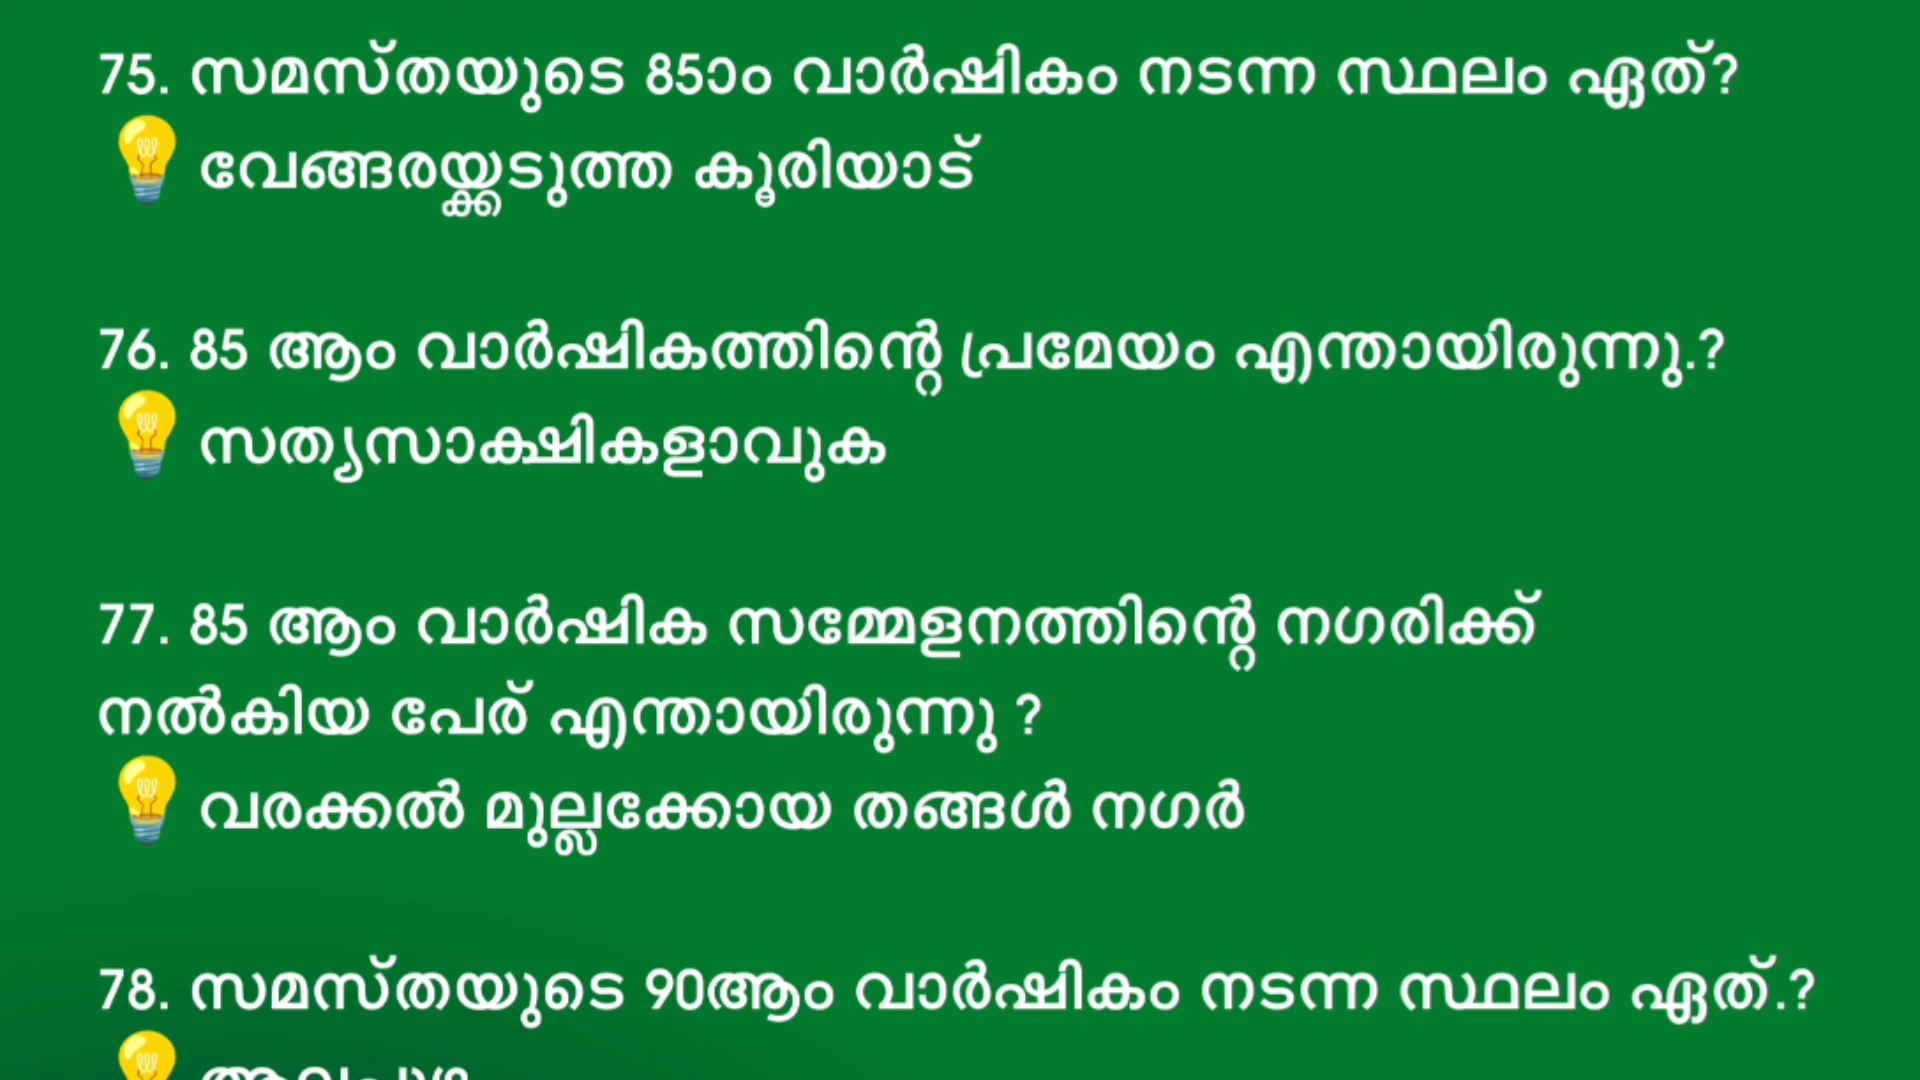 75. സമസ്തയുടെ 85ാം വാർഷികം നടന്ന സ്ഥലം ഏത്?
വേങ്ങരയ്ക്കടുത്ത കൂരിയാട്
76. 85 ആം വാർഷികത്തിന്റെ പ്രമേയം എന്തായിരുന്നു.?
സത്യസാക്ഷികളാവുക
77. 85 ആം വാർഷിക സമ്മേളനത്തിന്റെ നഗരിക്ക്
നൽകിയ പേര് എന്തായിരുന്നു ?
വരക്കൽ മുല്ലക്കോയ തങ്ങൾ നഗർ
78. സമസ്തയുടെ 90ആം വാർഷികം നടന്ന സ്ഥലം ഏത്.?